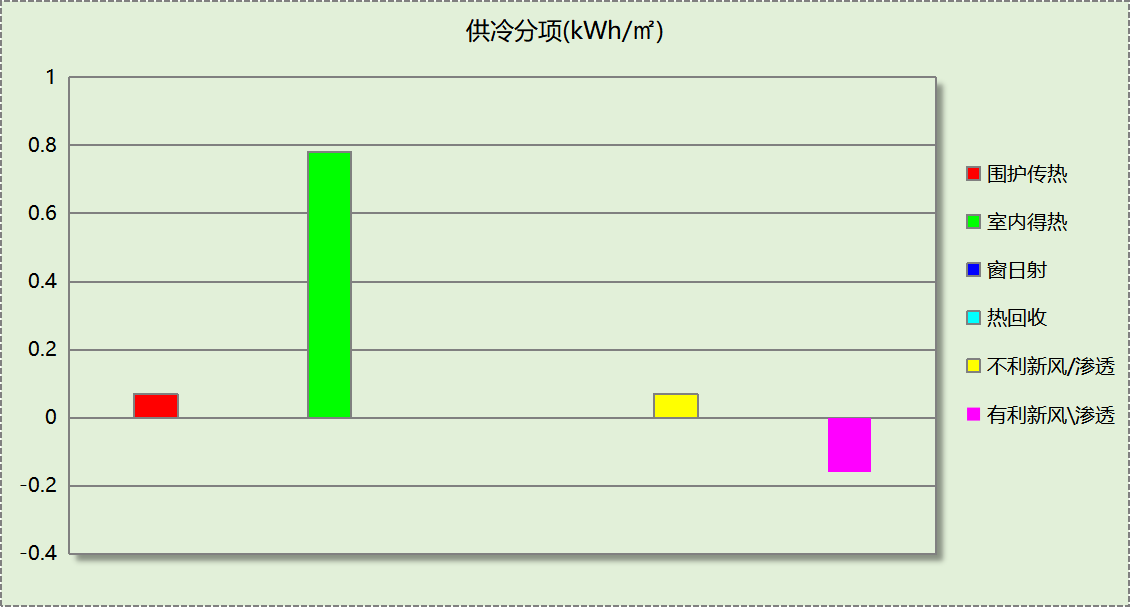 供冷分项(kWh/㎡)
1
0.8
0.6
0.4
0.2
0
-0.2
-0.4
围护传热
室内得热
窗日射
热回收
不利新风/渗透
有利新风\渗透